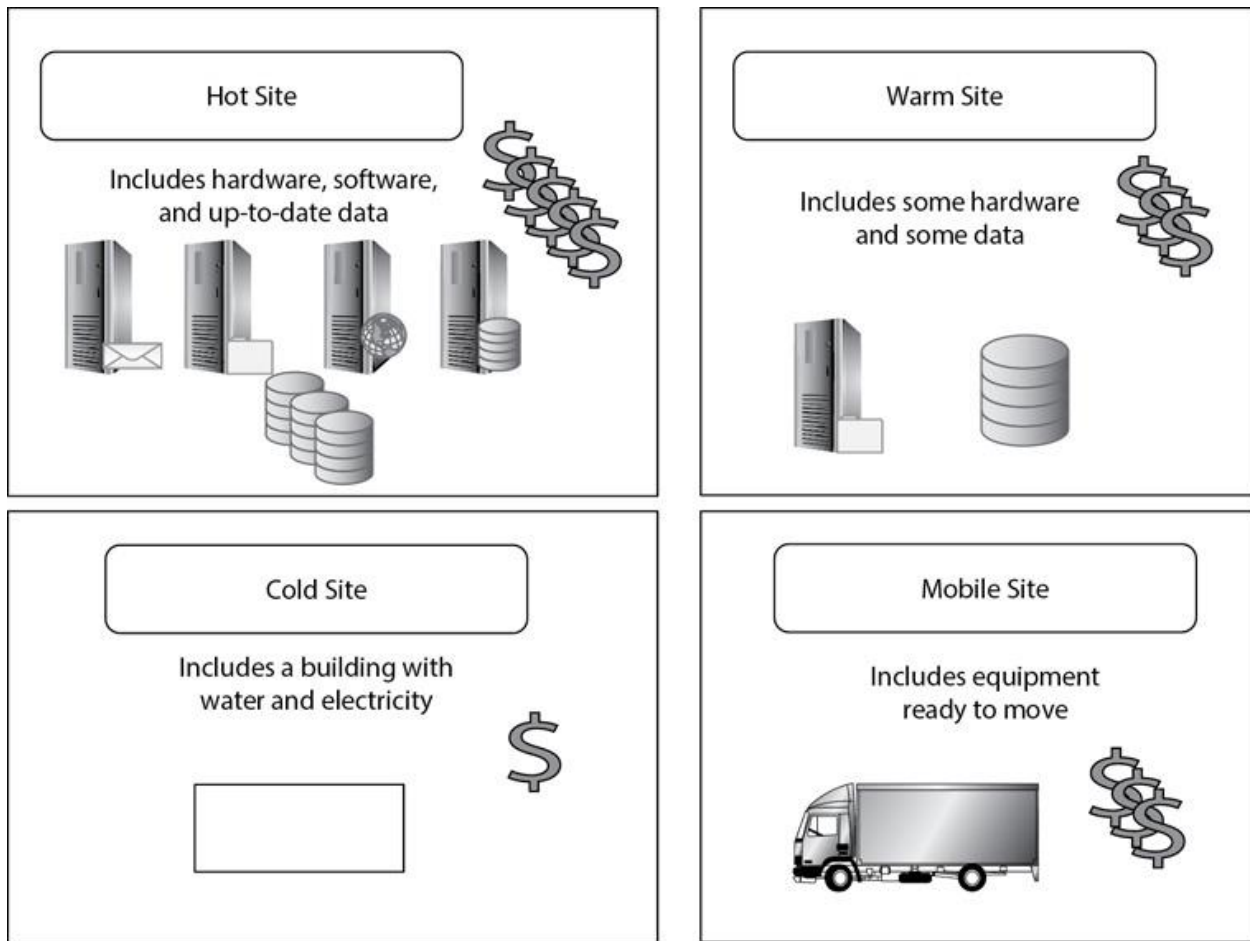 Hot Site
Includes hardware, software,
and up-to-date data
Warm Site
Includes some hardware
and some data
Cold Site
Includes a building with
water and electricity
Mobile Site
Includes equipment
ready to move